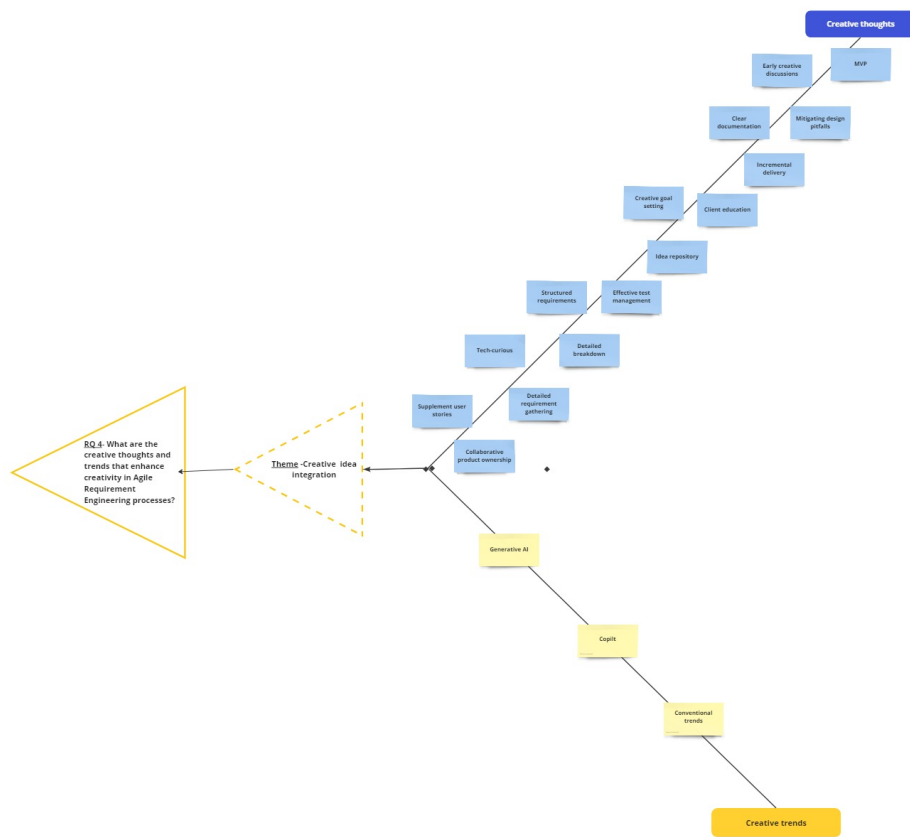 Creative thoughts
Early creative
discussions
MVP
Clear
documentation
Mitigating design
pitfalls
Incremental
delivery
Creative goal
setting
Client education
Idea repository
Structured
requirements
Effective test
management
Tech-curious
Detailed
breakdown
Supplement user
stories
Detailed
requirement
gathering
Collaborative
product ownership
RQ 4- What are the
creative thoughts and
trends that enhance
creativity in Agile
Requirement
Engineering processes?
Theme -Creative idea
integration
Generative AI
Copilt
Conventional
trends
Creative trends